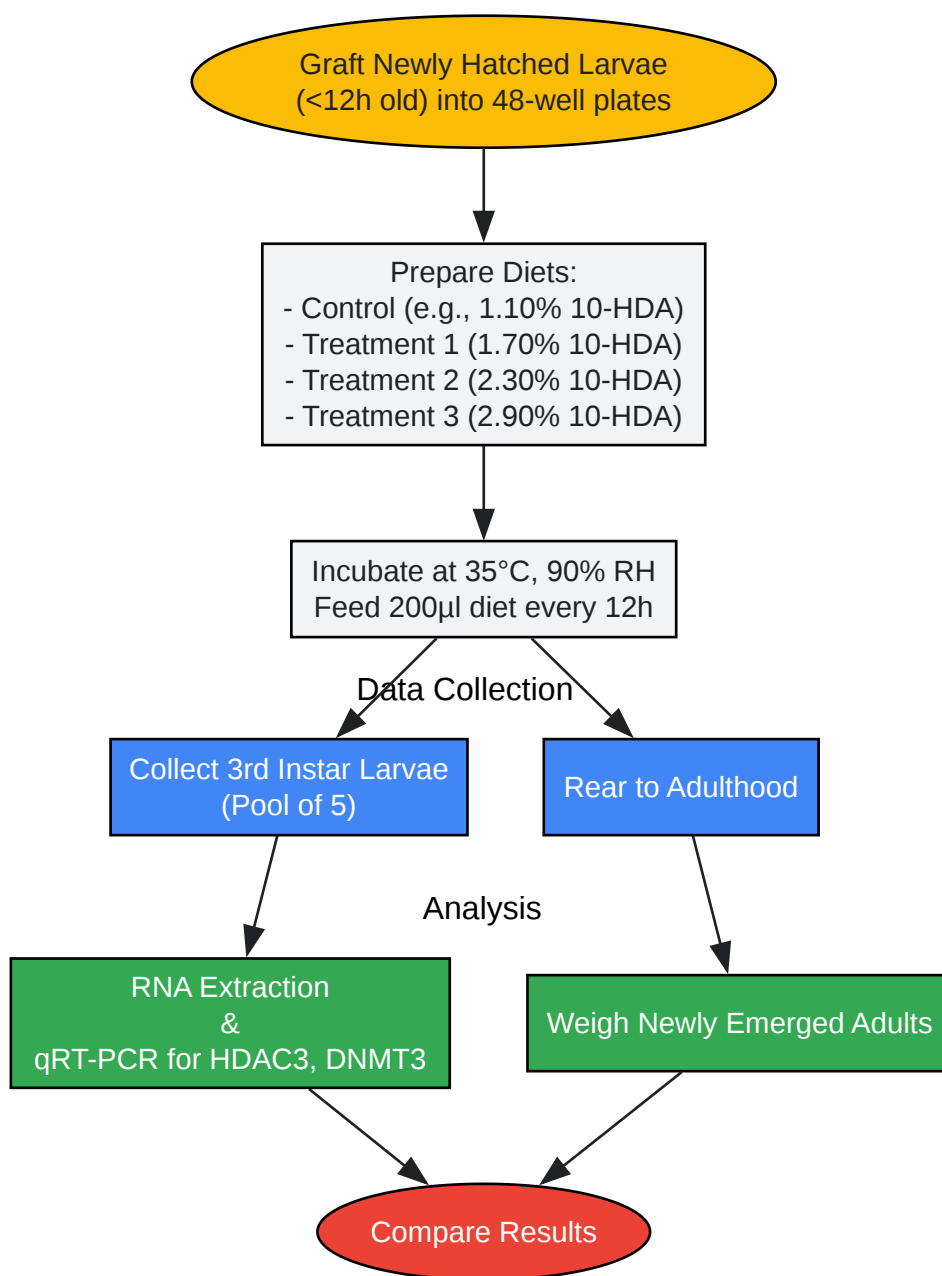 Graft Newly Hatched Larvae
(<12h old) into 48-well plates
Prepare Diets:
- Control (e.g., 1.10% 10-HDA)
- Treatment 1 (1.70% 10-HDA)
- Treatment 2 (2.30% 10-HDA)
- Treatment 3 (2.90% 10-HDA)
Incubate at 35°C, 90% RH
Feed 200µl diet every 12h
Data Collection
Collect 3rd Instar Larvae
(Pool of 5)
Rear to Adulthood
Analysis
RNA Extraction
&
qRT-PCR for HDAC3, DNMT3
Weigh Newly Emerged Adults
Compare Results